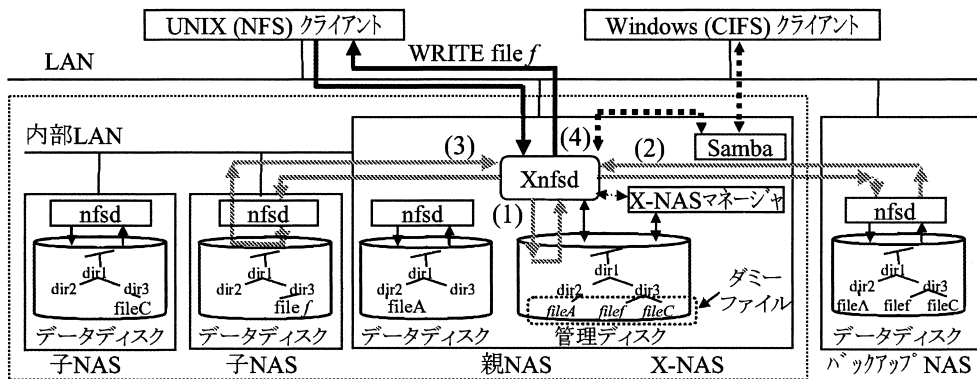 UNIX (NFS) クライアント
Windows (CIFS) クライアント
WRITE file f
LAN
内部LAN
(3)
(4)
(2)
Samba
Xnfsd
(1)
X-NASマネージャ
nfsd
nfsd
nfsd
nfsd
dir1
dir2
dir3
fileC
dir1
dir2
dir3
file f
dir1
dir2
dir3
fileA
dir1
dir2
dir3
fileA
filef
fileC
ダミー
ファイル
dir1
dir2
dir3
fileA
filef
fileC
データディスク
データディスク
データディスク
管理ディスク
データディスク
子NAS
子NAS
親NAS
X-NAS
バックアップ NAS